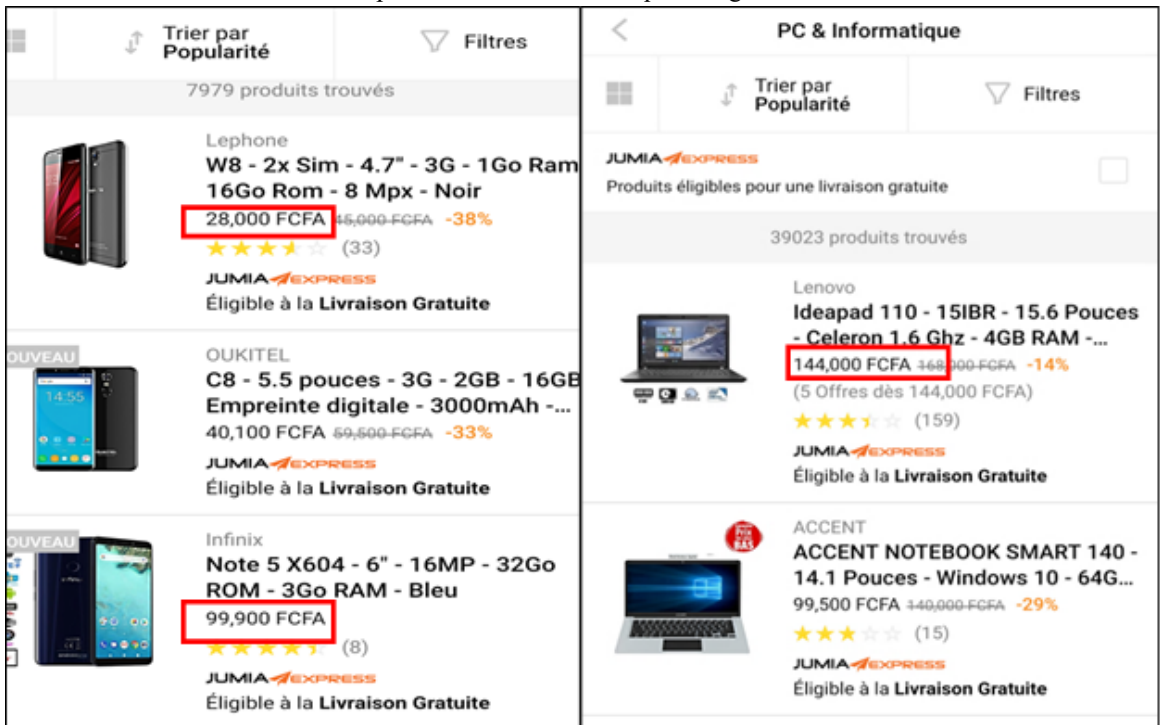 Trier par
Popularité
Filtres
7979 produits trouvés
Lephone
W8 - 2x Sim - 4.7" - 3G - 1Go Ram
16Go Rom - 8 Mpx - Noir
28,000 FCFA 45,000 FCFA -38%
(33)
JUMIA EXPRESS
Éligible à la Livraison Gratuite
OUVEAU
14:55
OUKITEL
C8 - 5.5 pouces - 3G - 2GB - 16GB
Empreinte digitale - 3000mAh -...
40,100 FCFA 59,500 FCFA -33%
JUMIA EXPRESS
Éligible à la Livraison Gratuite
OUVEAU
Infinix
Note 5 X604 - 6" - 16MP - 32Go
ROM - 3Go RAM - Bleu
99,900 FCFA
(8)
JUMIA EXPRESS
Éligible à la Livraison Gratuite
PC & Informatique
Trier par
Popularité
Filtres
JUMIA EXPRESS
Produits éligibles pour une livraison gratuite
39023 produits trouvés
Lenovo
Ideapad 110 - 15IBR - 15.6 Pouces
- Celeron 1.6 Ghz - 4GB RAM -...
144,000 FCFA 168,000 FCFA -14%
(5 Offres dès 144,000 FCFA)
(159)
JUMIA EXPRESS
Éligible à la Livraison Gratuite
Prix
BAS
ACCENT
ACCENT NOTEBOOK SMART 140 -
14.1 Pouces - Windows 10 - 64G...
99,500 FCFA 140,000 FCFA -29%
(15)
JUMIA EXPRESS
Éligible à la Livraison Gratuite